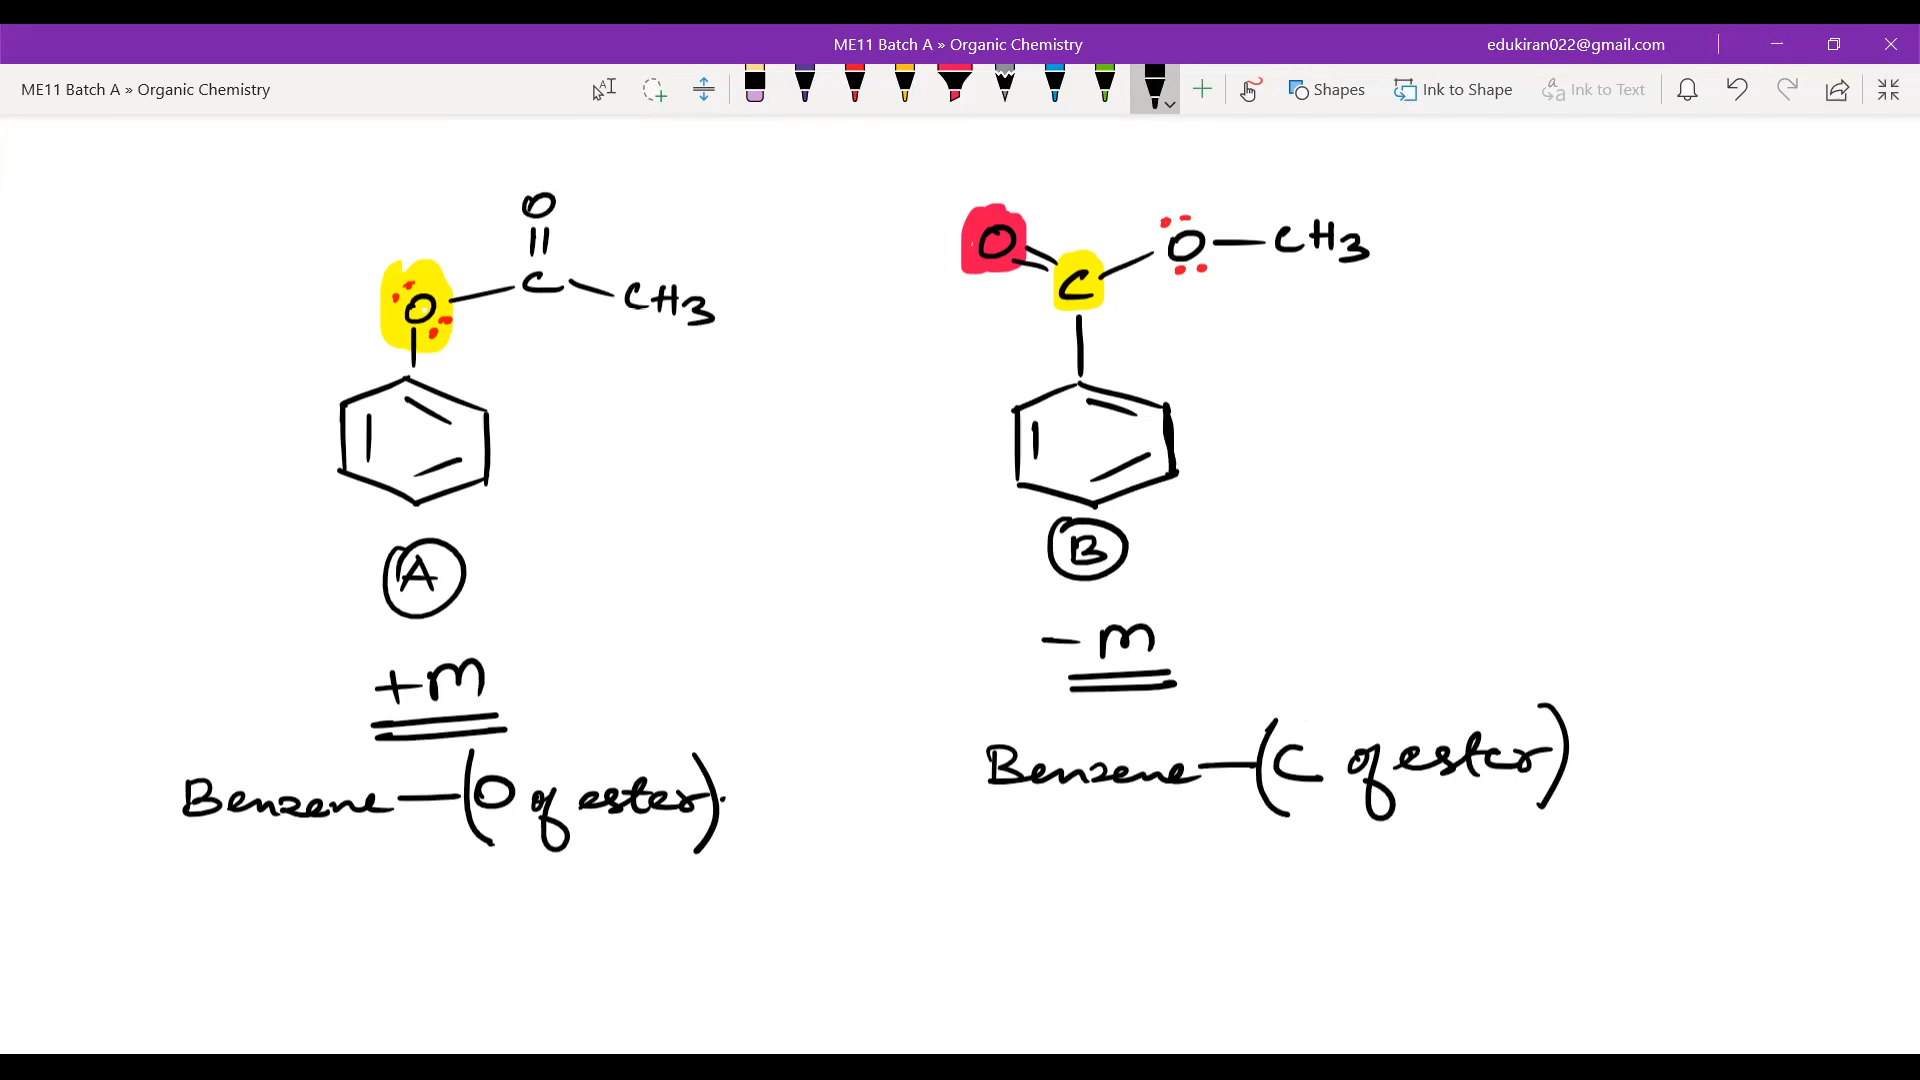 ME11 Batch A » Organic Chemistry
edukiran022@gmail.com
ME11 Batch A » Organic Chemistry
Shapes
Ink to Shape
Ink to Text
O
||
O — C — CH3
A
+m
Benzene — (O of ester).
O = C — O — CH3
B
- m
Benzene — (C of ester)